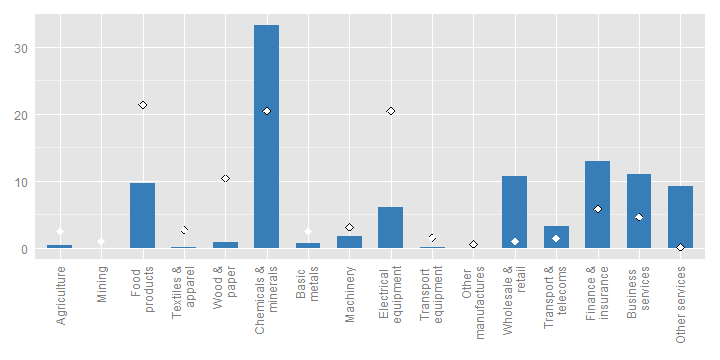 30
20
10
0
Agriculture
Mining
Food
products
Textiles &
apparel
Wood &
paper
Chemicals &
minerals
Basic
metals
Machinery
Electrical
equipment
Transport
equipment
Other
manufactures
Wholesale &
retail
Transport &
telecoms
Finance &
insurance
Business
services
Other services